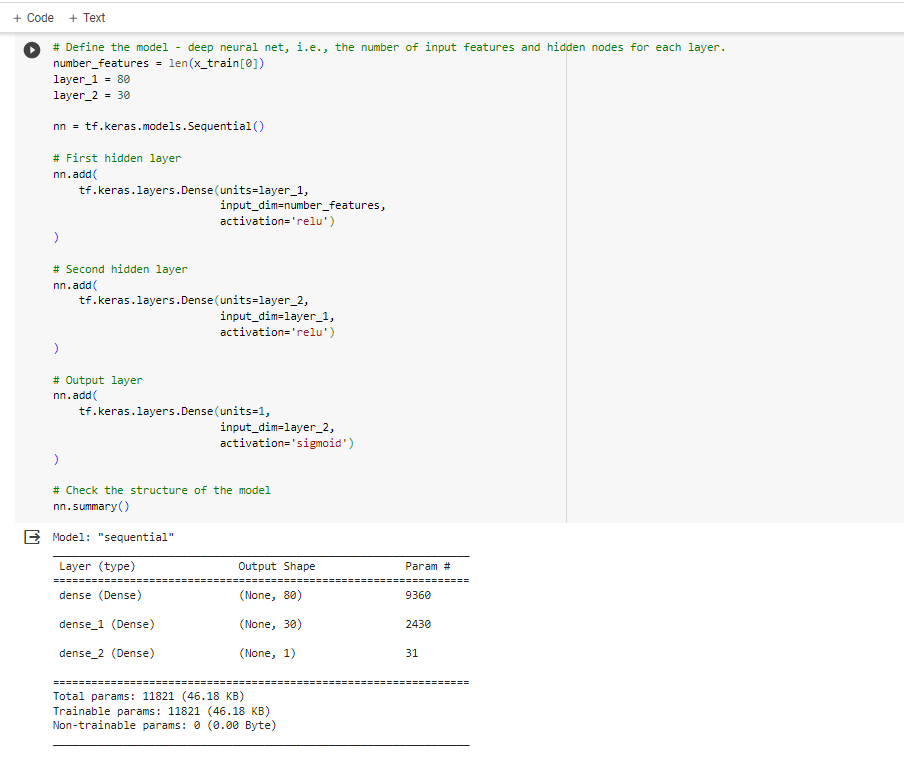 + Code + Text
# Define the model - deep neural net, i.e., the number of input features and hidden nodes for each layer.
number_features = len(x_train[0])
layer_1 = 80
layer_2 = 30
nn = tf.keras.models.Sequential()
# First hidden layer
nn.add(
    tf.keras.layers.Dense(units=layer_1,
                          input_dim=number_features,
                          activation='relu')
)
# Second hidden layer
nn.add(
    tf.keras.layers.Dense(units=layer_2,
                          input_dim=layer_1,
                          activation='relu')
)
# Output layer
nn.add(
    tf.keras.layers.Dense(units=1,
                          input_dim=layer_2,
                          activation='sigmoid')
)
# Check the structure of the model
nn.summary()
Model: "sequential"
Layer (type) Output Shape Param #
dense (Dense) (None, 80) 9360
dense_1 (Dense) (None, 30) 2430
dense_2 (Dense) (None, 1) 31
Total params: 11821 (46.18 KB)
Trainable params: 11821 (46.18 KB)
Non-trainable params: 0 (0.00 Byte)